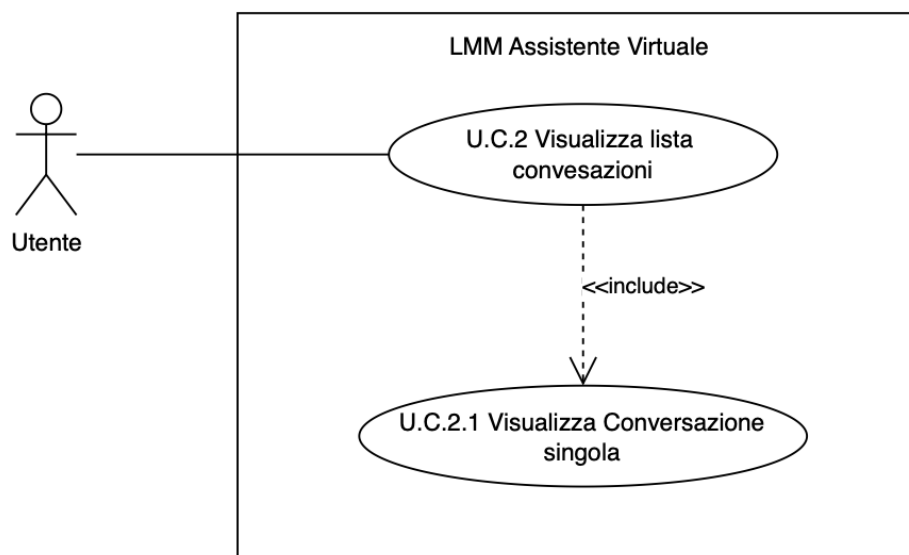 LMM Assistente Virtuale
U.C.2 Visualizza lista
convesazioni
Utente
<<include>>
U.C.2.1 Visualizza Conversazione
singola